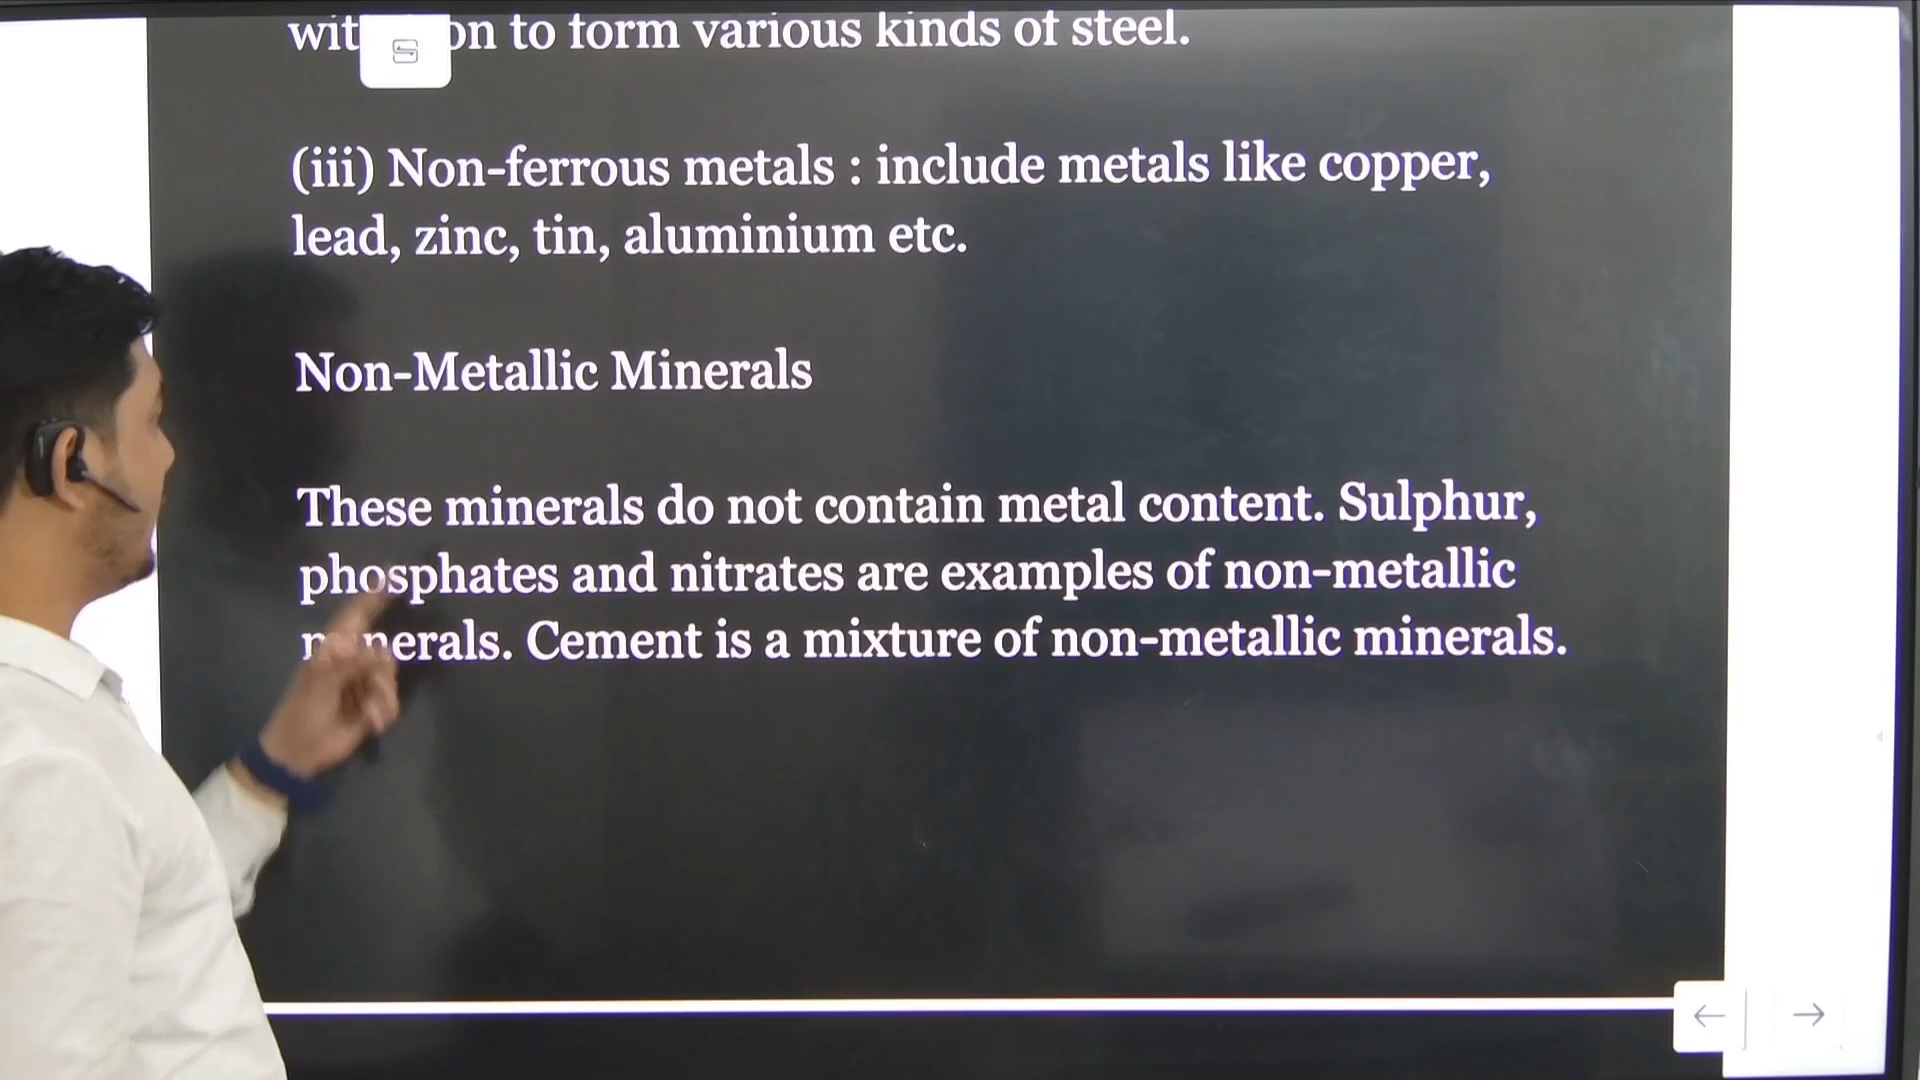 to form various kinds of steel.
(iii) Non-ferrous metals : include metals like copper,
lead, zinc, tin, aluminium etc.
Non-Metallic Minerals
These minerals do not contain metal content. Sulphur,
phosphates and nitrates are examples of non-metallic
minerals. Cement is a mixture of non-metallic minerals.